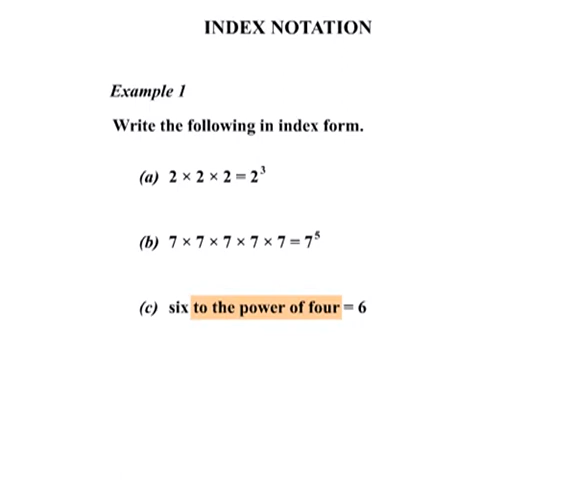 INDEX NOTATION
Example 1
Write the following in index form.
(a) 2 × 2 × 2 = 2³
(b) 7 × 7 × 7 × 7 × 7 = 7⁵
(c) six to the power of four = 6